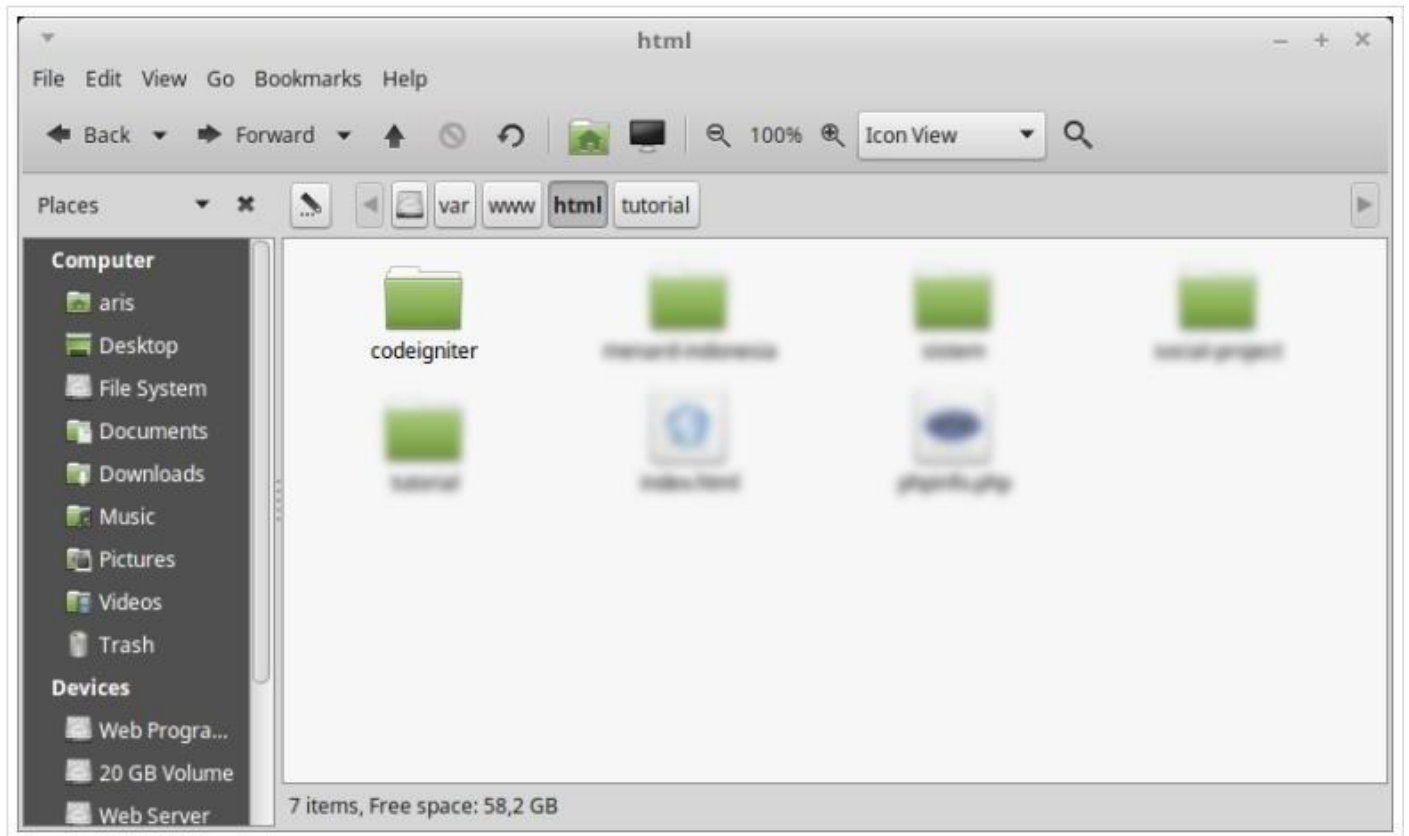 html
File Edit View Go Bookmarks Help
Back Forward 100% Icon View
Places var www html tutorial
Computer
aris
Desktop
File System
Documents
Downloads
Music
Pictures
Videos
Trash
Devices
Web Progra...
20 GB Volume
Web Server
codeigniter
7 items, Free space: 58,2 GB